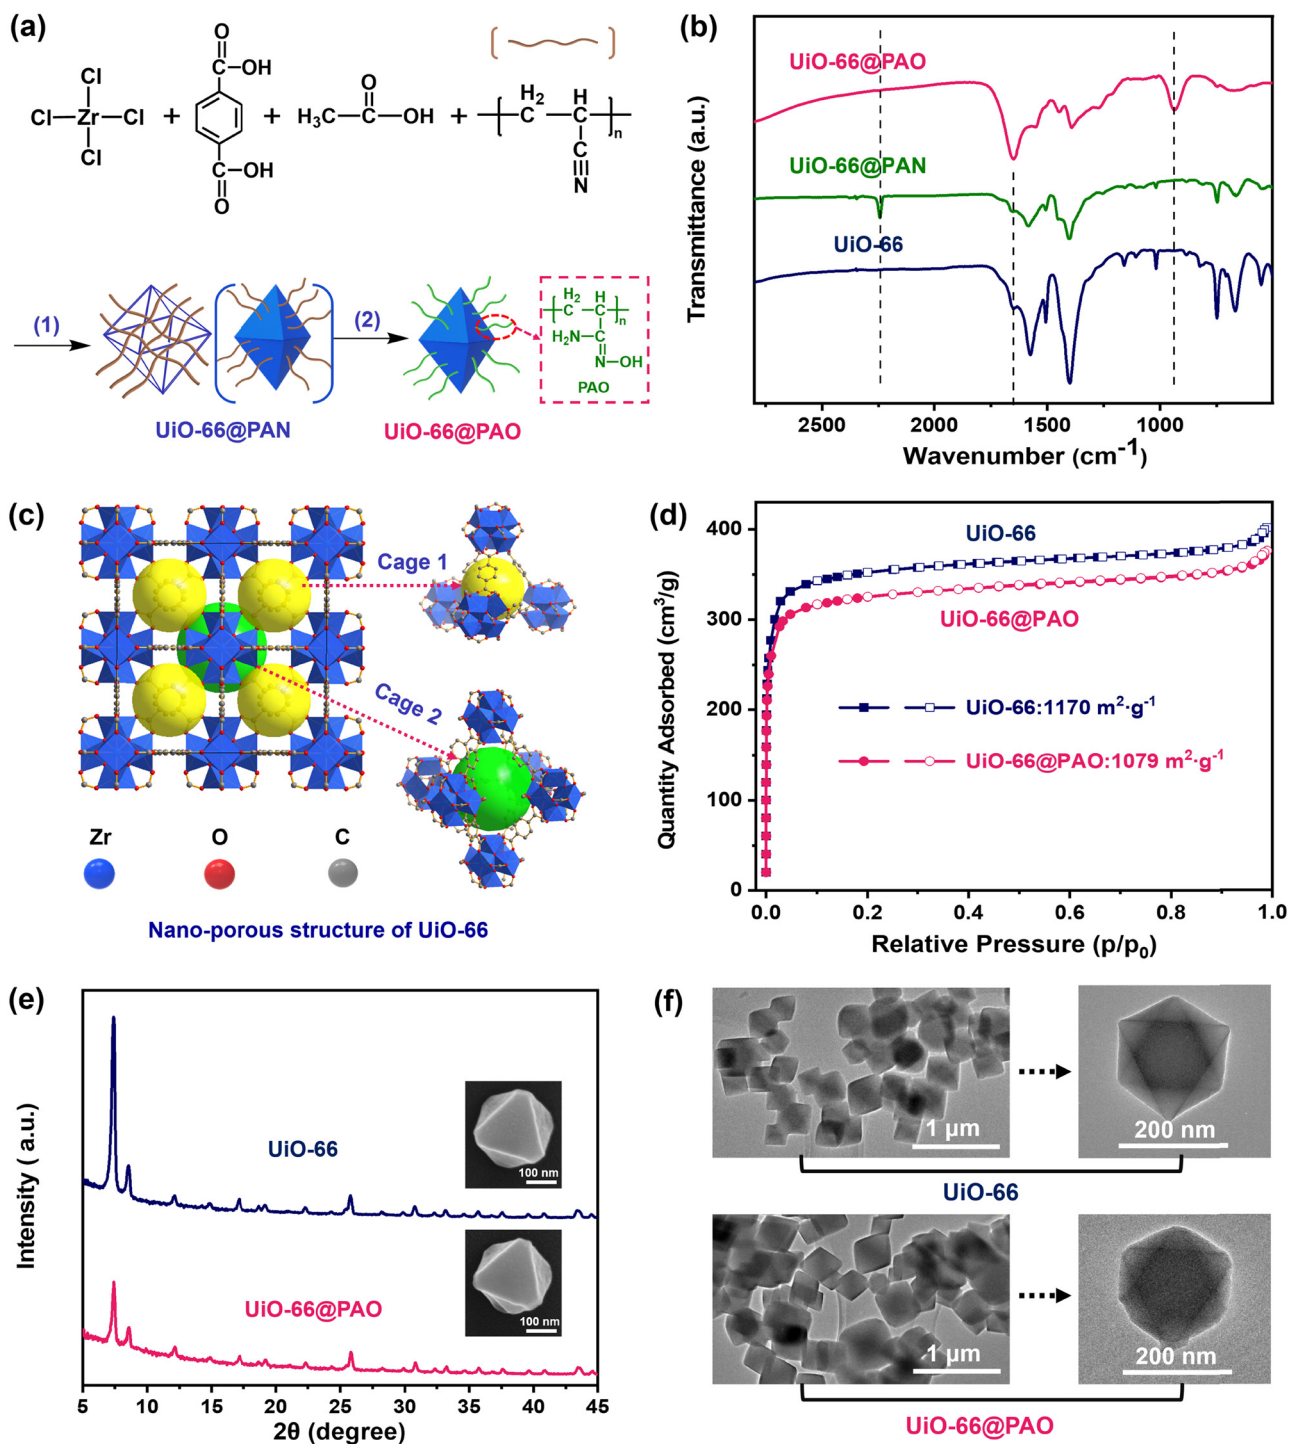 (a)
O
C
OH
Cl
Cl
Zr
Cl
Cl
+
+
H₃C
C
O
OH
+
H₂
C
H
C
n
C
N
C
OH
O
(1)
(2)
H₂
C
H
C
n
H₂N
C
N
OH
PAO
UiO-66@PAN
UiO-66@PAO
(b)
UiO-66@PAO
UiO-66@PAN
UiO-66
Transmittance (a.u.)
2500 2000 1500 1000
Wavenumber (cm⁻¹)
(c)
Cage 1
Cage 2
Zr O C
Nano-porous structure of UiO-66
(d)
Quantity Adsorbed (cm³/g)
400
300
200
100
0
UiO-66
UiO-66@PAO
UiO-66:1170 m²·g⁻¹
UiO-66@PAO:1079 m²·g⁻¹
0.0 0.2 0.4 0.6 0.8 1.0
Relative Pressure (p/p₀)
(e)
Intensity ( a.u.)
UiO-66
100 nm
UiO-66@PAO
100 nm
5 10 15 20 25 30 35 40 45
2θ (degree)
(f)
1 μm
200 nm
UiO-66
1 μm
200 nm
UiO-66@PAO